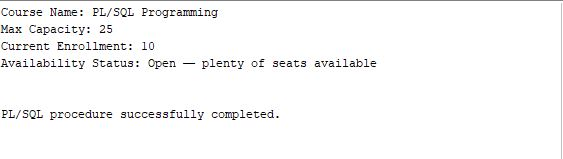 Course Name: PL/SQL Programming
Max Capacity: 25
Current Enrollment: 10
Availability Status: Open — plenty of seats available
PL/SQL procedure successfully completed.